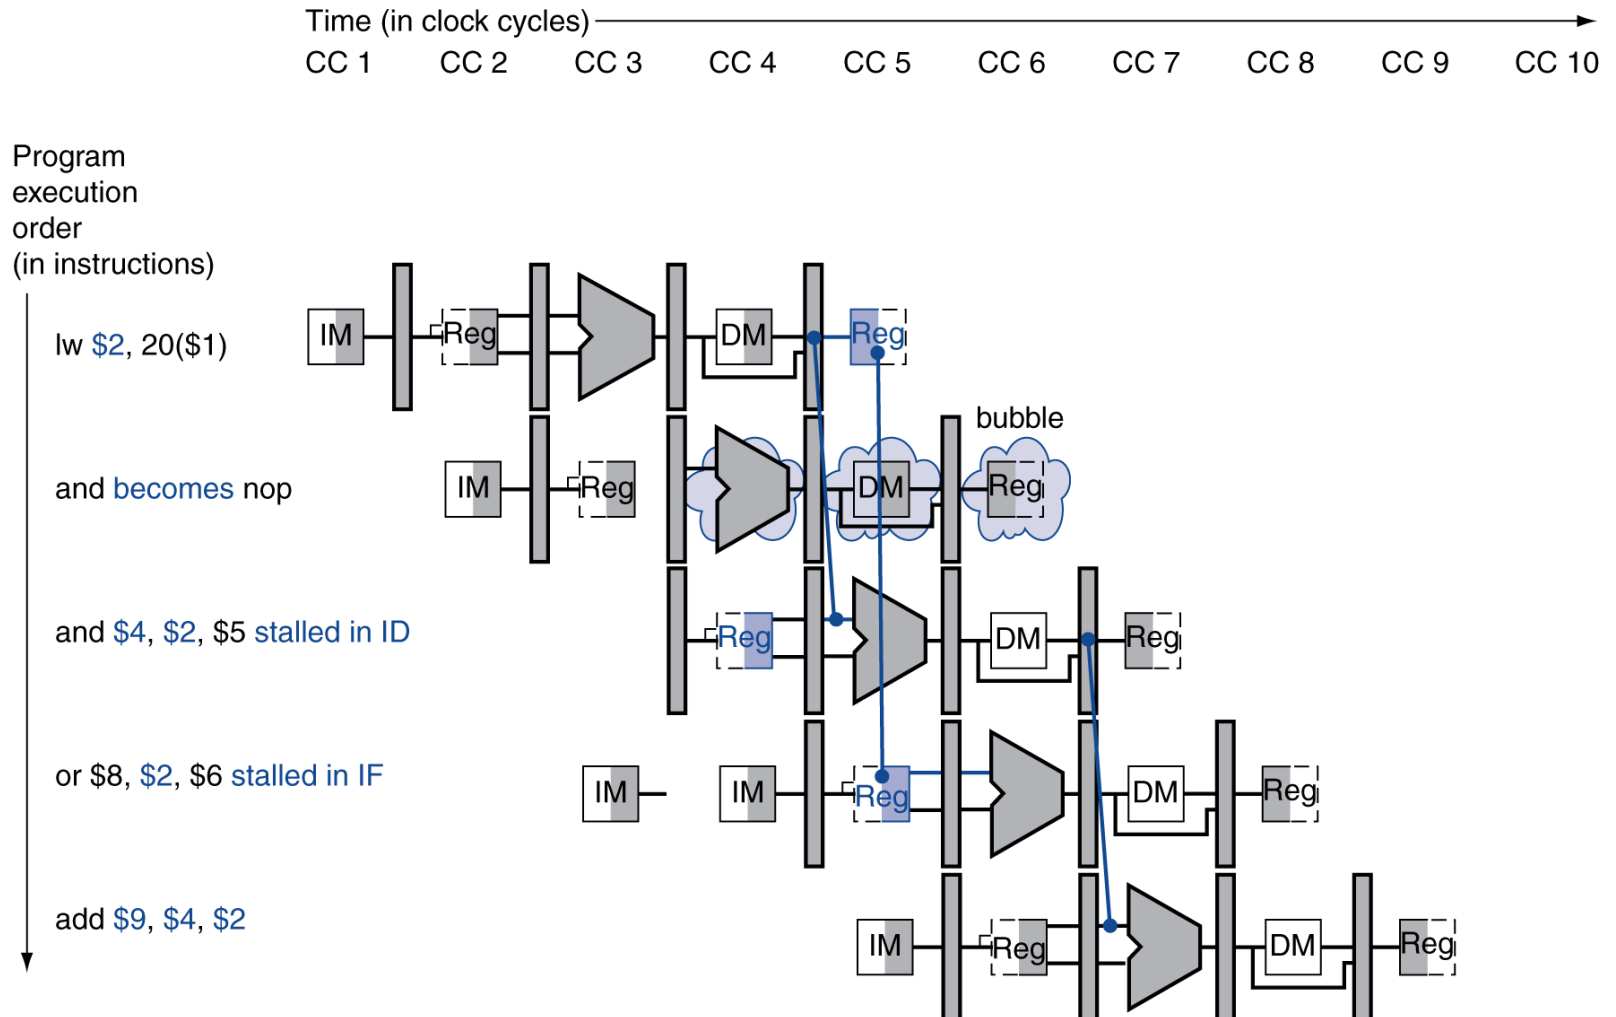 Time (in clock cycles)
CC 1 CC 2 CC 3 CC 4 CC 5 CC 6 CC 7 CC 8 CC 9 CC 10
Program
execution
order
(in instructions)
lw $2, 20($1)
IM Reg DM Reg
bubble
and becomes nop
IM Reg DM Reg
and $4, $2, $5 stalled in ID
Reg DM Reg
or $8, $2, $6 stalled in IF
IM IM Reg DM Reg
add $9, $4, $2
IM Reg DM Reg